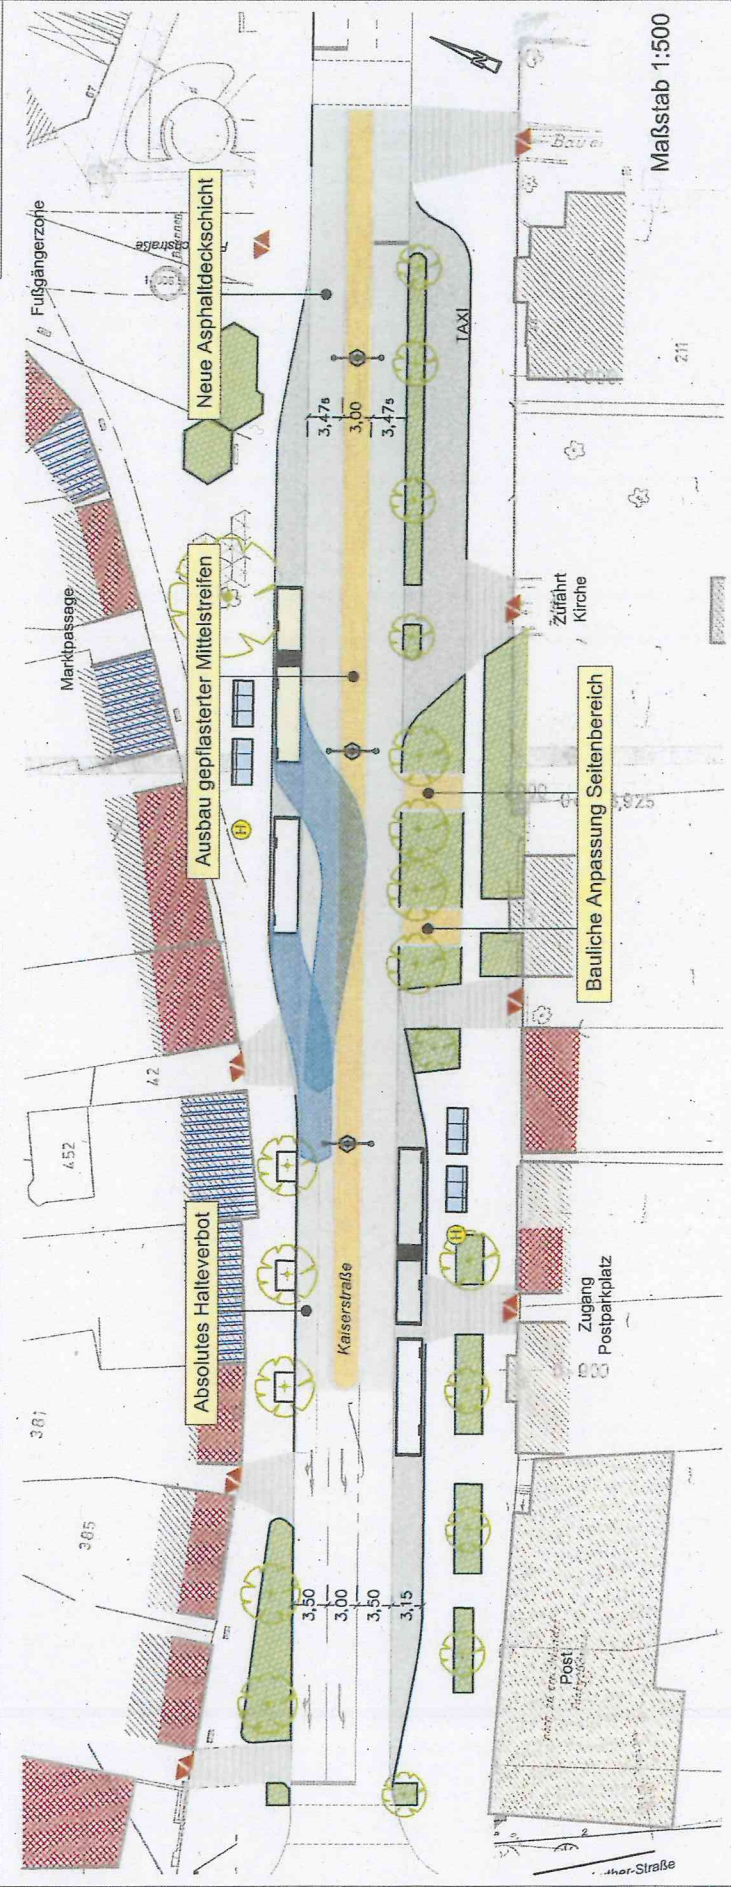 Fußgängerzone
67
Neue Asphaltdeckschicht
Maßstab 1:500
Marktpassage
TAXI
211
3,475
3,00
3,475
Ausbau gepflasterter Mittelstreifen
Zufahrt
Kirche
H
Bauliche Anpassung Seitenbereich
42
452
Absolutes Halteverbot
Kaiserstraße
H
Zugang
Postparkplatz
381
385
3,50
3,00
3,50
3,15
Post